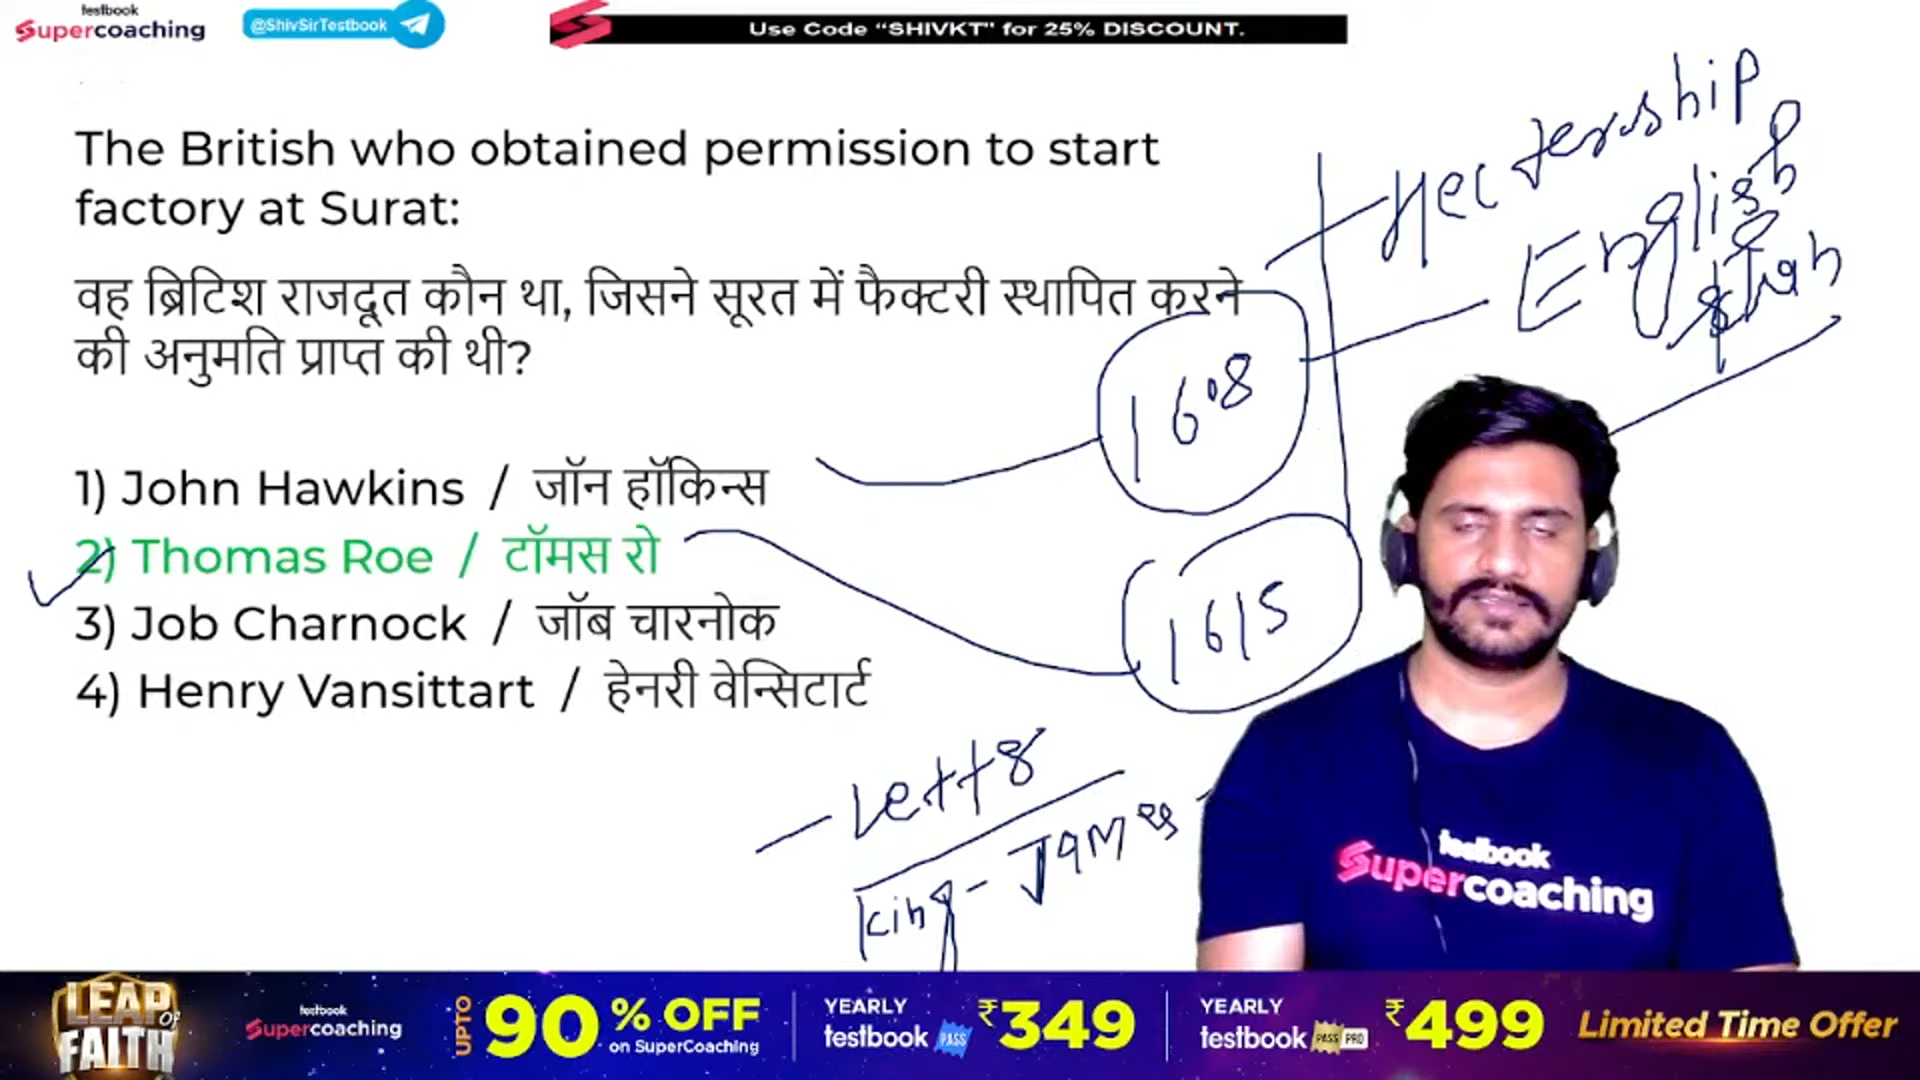 testbook
Supercoaching
@ShivSirTestbook
Use Code “SHIVKT" for 25% DISCOUNT.
The British who obtained permission to start
factory at Surat:
वह ब्रिटिश राजदूत कौन था, जिसने सूरत में फैक्टरी स्थापित करने
की अनुमति प्राप्त की थी?
1) John Hawkins / जॉन हॉकिन्स
2) Thomas Roe / टॉमस रो
3) Job Charnock / जॉब चारनोक
4) Henry Vansittart / हेनरी वेन्सिटार्ट
English
1608
1615
King - James
testbook
Supercoaching
LEAP OF FAITH
testbook
Supercoaching
UPTO 90% OFF
on SuperCoaching
YEARLY
testbook PASS
₹349
YEARLY
testbook PASS PRO
₹499
Limited Time Offer